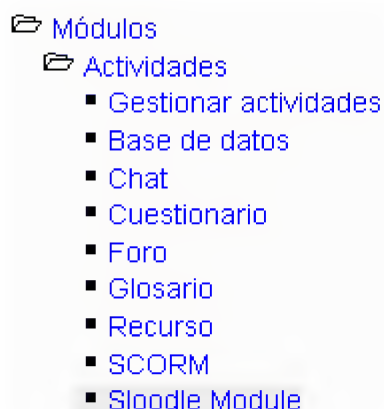 Módulos
Actividades
Gestionar actividades
Base de datos
Chat
Cuestionario
Foro
Glosario
Recurso
SCORM
Sloodle Module